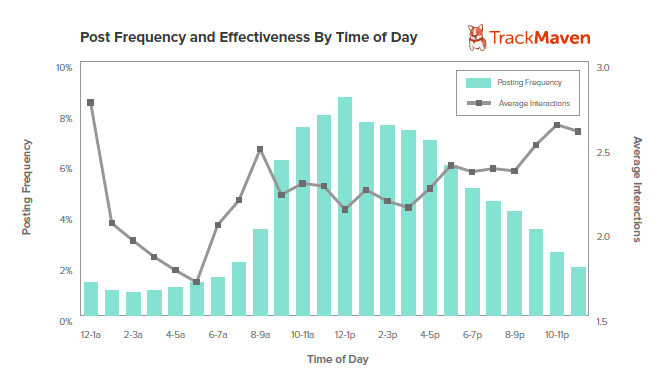 Post Frequency and Effectiveness By Time of Day
TrackMaven
10%
8%
6%
4%
2%
0%
Posting Frequency
3.0
2.5
2.0
1.5
Average Interactions
Posting Frequency
Average Interactions
12-1a
2-3a
4-5a
6-7a
8-9a
10-11a
12-1p
2-3p
4-5p
6-7p
8-9p
10-11p
Time of Day